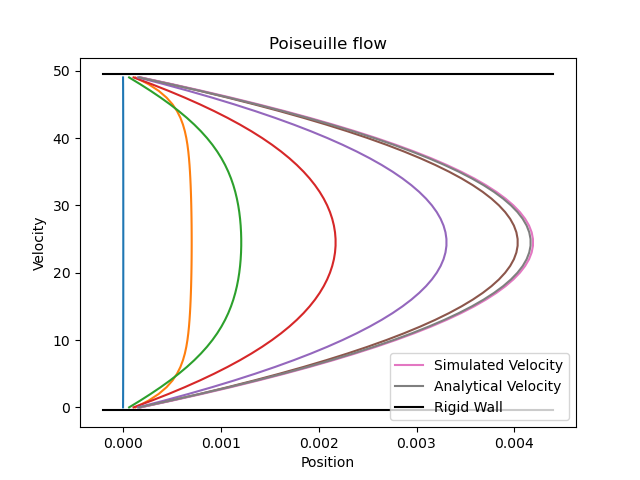 Poiseuille flow
50
40
30
20
10
0
Velocity
0.000 0.001 0.002 0.003 0.004
Position
Simulated Velocity
Analytical Velocity
Rigid Wall